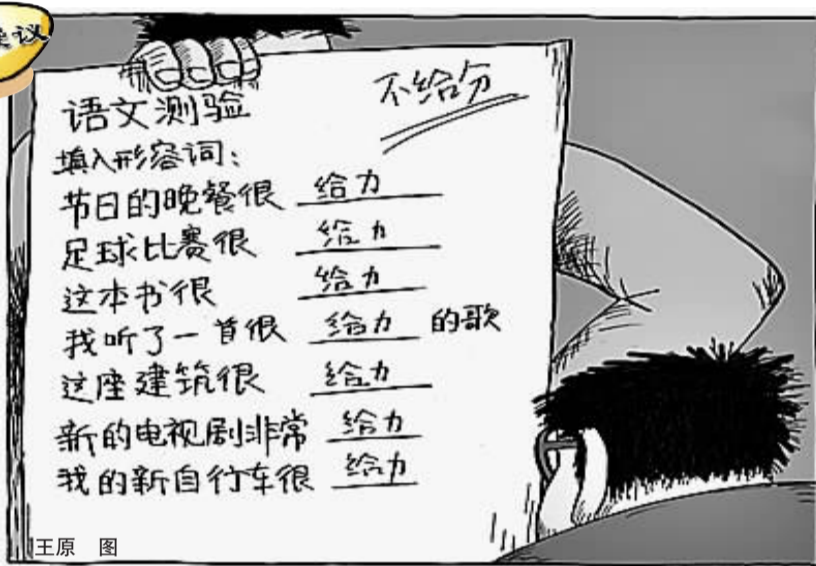 议
不给分
语文测验
填入形容词：
节日的晚餐很 给力
足球比赛很 给力
这本书很 给力
我听了一首很 给力 的歌
这座建筑很 给力
新的电视剧非常 给力
我的新自行车很 给力
王原 图